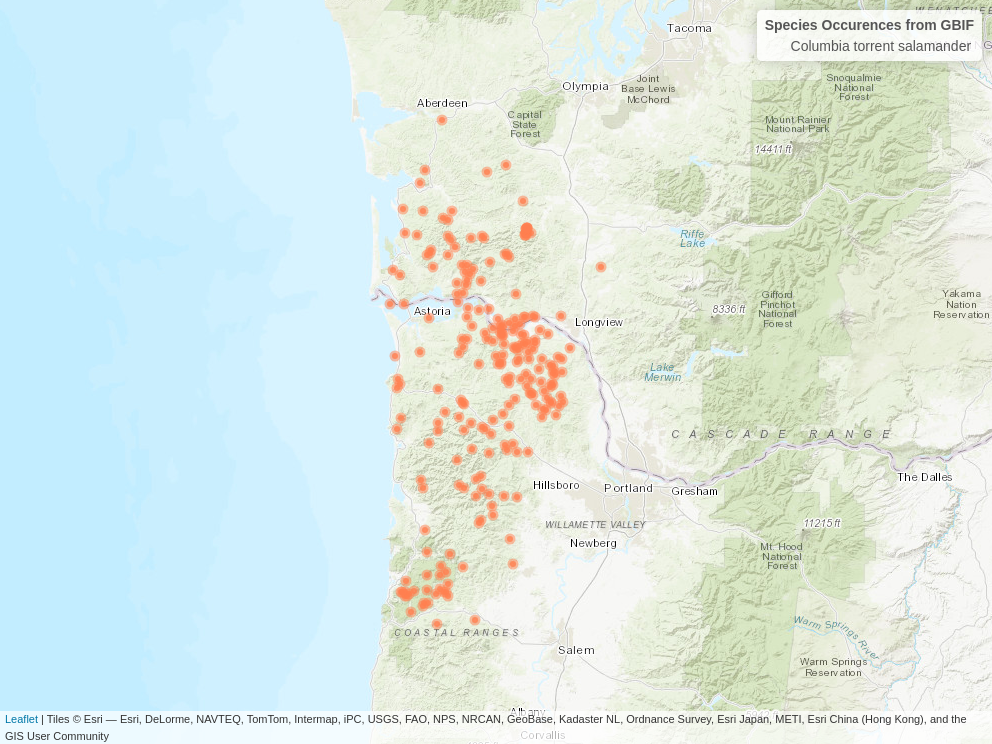 WENATCHEE
Species Occurences from GBIF
Columbia torrent salamander
Tacoma
Snoqualmie
National
Forest
Joint
Base Lewis
McChord
Olympia
Aberdeen
Capital
State
Forest
Mount Rainier
National Park
14411 ft
Riffe
Lake
Gifford
Pinchot
National
Forest
8336 ft
Yakama
Nation
Reservation
Astoria
Longview
Lake
Merwin
CASCADE RANGE
The Dalles
Hillsboro
Portland
Gresham
WILLAMETTE VALLEY
11215 ft
Newberg
Mt. Hood
National
Forest
COASTAL RANGES
Warm Springs River
Salem
Warm Springs
Reservation
Albany
Leaflet | Tiles © Esri — Esri, DeLorme, NAVTEQ, TomTom, Intermap, iPC, USGS, FAO, NPS, NRCAN, GeoBase, Kadaster NL, Ordnance Survey, Esri Japan, METI, Esri China (Hong Kong), and the
GIS User Community
Corvallis